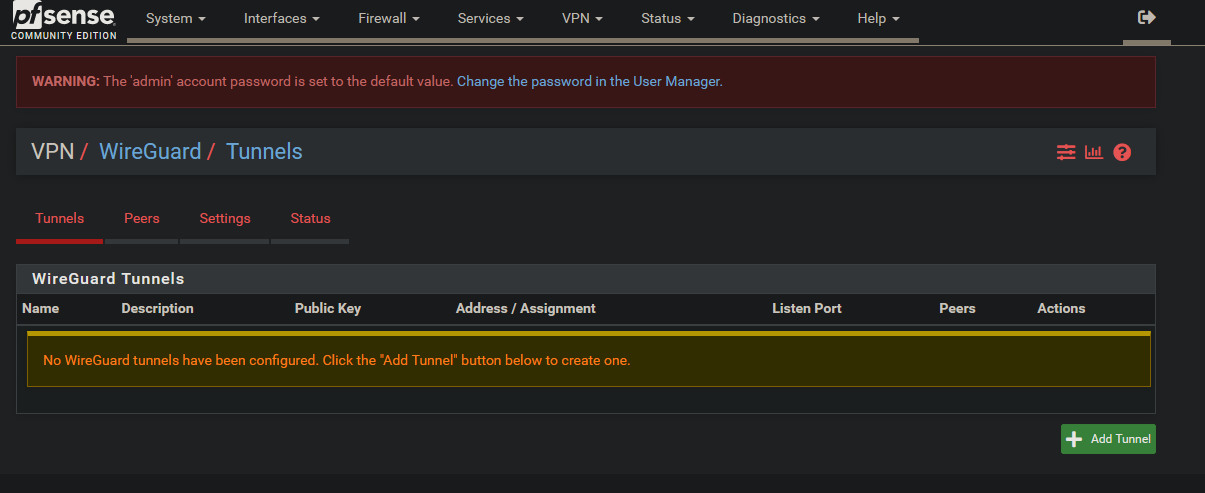 pfsense
COMMUNITY EDITION
System Interfaces Firewall Services VPN Status Diagnostics Help
WARNING: The 'admin' account password is set to the default value. Change the password in the User Manager.
VPN / WireGuard / Tunnels
Tunnels Peers Settings Status
WireGuard Tunnels
Name Description Public Key Address / Assignment Listen Port Peers Actions
No WireGuard tunnels have been configured. Click the "Add Tunnel" button below to create one.
Add Tunnel